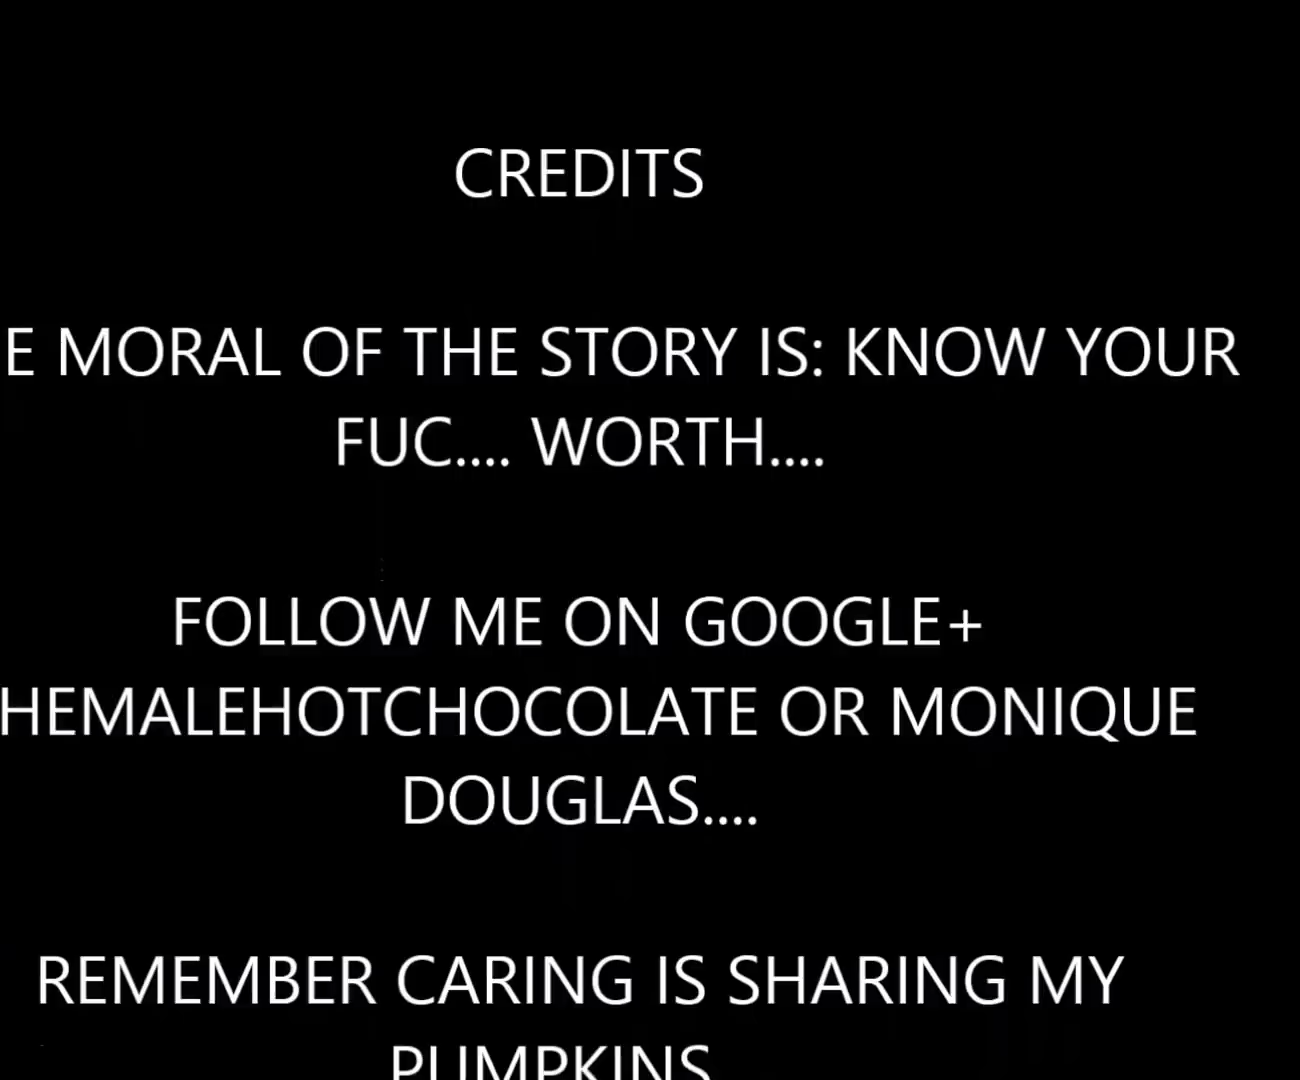 CREDITS
E MORAL OF THE STORY IS: KNOW YOUR
FUC.... WORTH....
FOLLOW ME ON GOOGLE+
HEMALEHOTCHOCOLATE OR MONIQUE
DOUGLAS....
REMEMBER CARING IS SHARING MY
PUMPKINS